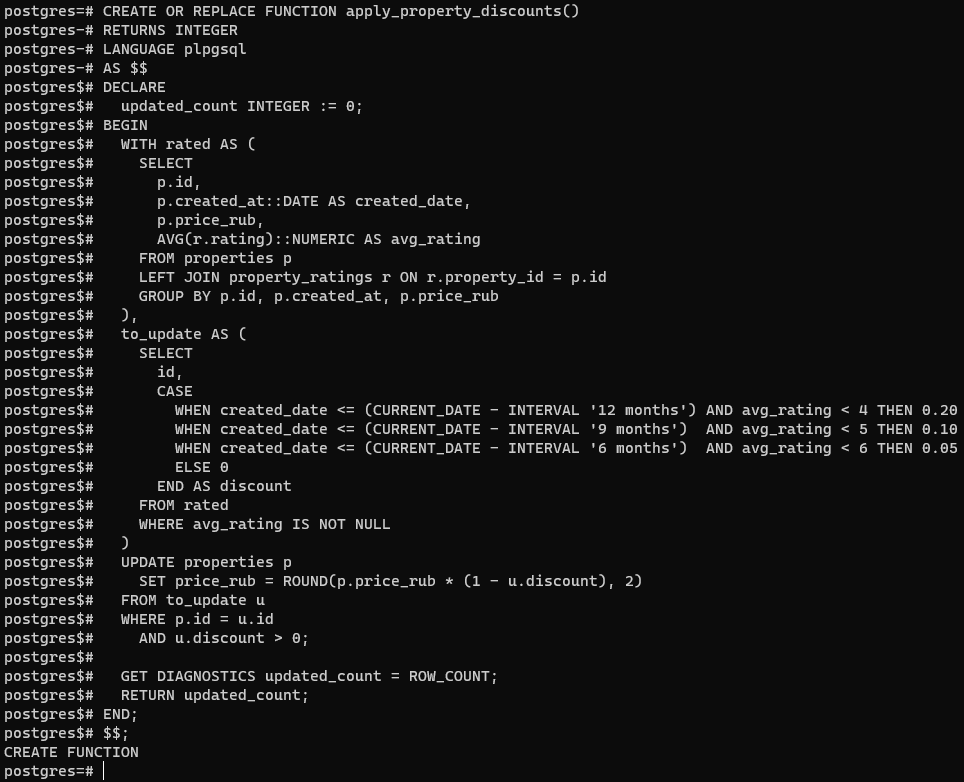 postgres=# CREATE OR REPLACE FUNCTION apply_property_discounts()
postgres-# RETURNS INTEGER
postgres-# LANGUAGE plpgsql
postgres-# AS $$
postgres$# DECLARE
postgres$#   updated_count INTEGER := 0;
postgres$# BEGIN
postgres$#   WITH rated AS (
postgres$#     SELECT
postgres$#       p.id,
postgres$#       p.created_at::DATE AS created_date,
postgres$#       p.price_rub,
postgres$#       AVG(r.rating)::NUMERIC AS avg_rating
postgres$#     FROM properties p
postgres$#     LEFT JOIN property_ratings r ON r.property_id = p.id
postgres$#     GROUP BY p.id, p.created_at, p.price_rub
postgres$#   ),
postgres$#   to_update AS (
postgres$#     SELECT
postgres$#       id,
postgres$#       CASE
postgres$#         WHEN created_date <= (CURRENT_DATE - INTERVAL '12 months') AND avg_rating < 4 THEN 0.20
postgres$#         WHEN created_date <= (CURRENT_DATE - INTERVAL '9 months')  AND avg_rating < 5 THEN 0.10
postgres$#         WHEN created_date <= (CURRENT_DATE - INTERVAL '6 months')  AND avg_rating < 6 THEN 0.05
postgres$#         ELSE 0
postgres$#       END AS discount
postgres$#     FROM rated
postgres$#     WHERE avg_rating IS NOT NULL
postgres$#   )
postgres$#   UPDATE properties p
postgres$#     SET price_rub = ROUND(p.price_rub * (1 - u.discount), 2)
postgres$#   FROM to_update u
postgres$#   WHERE p.id = u.id
postgres$#     AND u.discount > 0;
postgres$#
postgres$#   GET DIAGNOSTICS updated_count = ROW_COUNT;
postgres$#   RETURN updated_count;
postgres$# END;
postgres$# $$;
CREATE FUNCTION
postgres=#